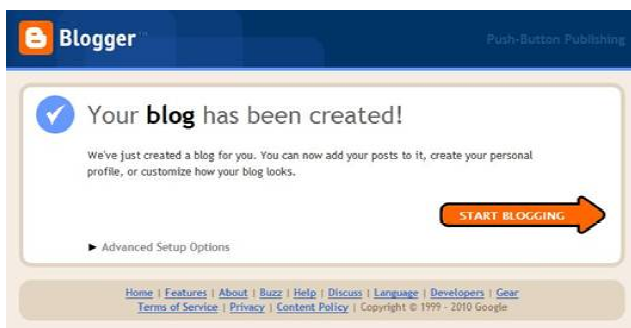 Blogger™
Push-Button Publishing
Your blog has been created!
We've just created a blog for you. You can now add your posts to it, create your personal
profile, or customize how your blog looks.
START BLOGGING
► Advanced Setup Options
Home | Features | About | Buzz | Help | Discuss | Language | Developers | Gear
Terms of Service | Privacy | Content Policy | Copyright © 1999 - 2010 Google